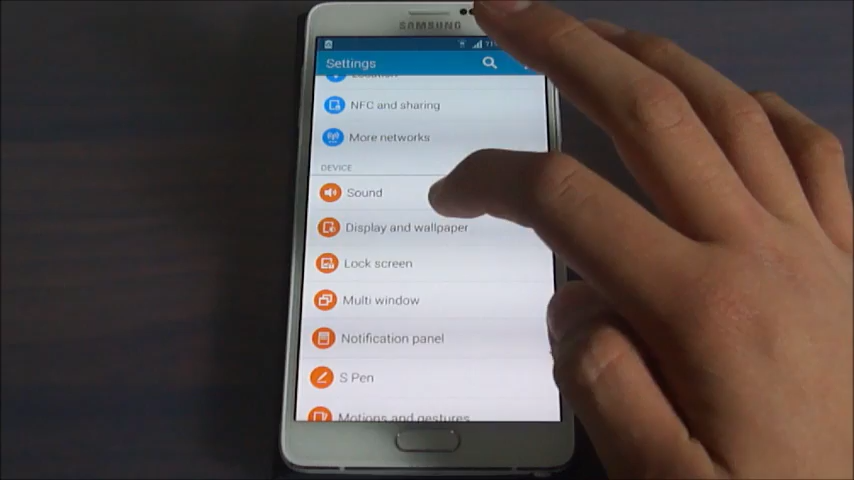 SAMSUNG
Settings
Location
NFC and sharing
More networks
DEVICE
Sound
Display and wallpaper
Lock screen
Multi window
Notification panel
S Pen
Motions and gestures